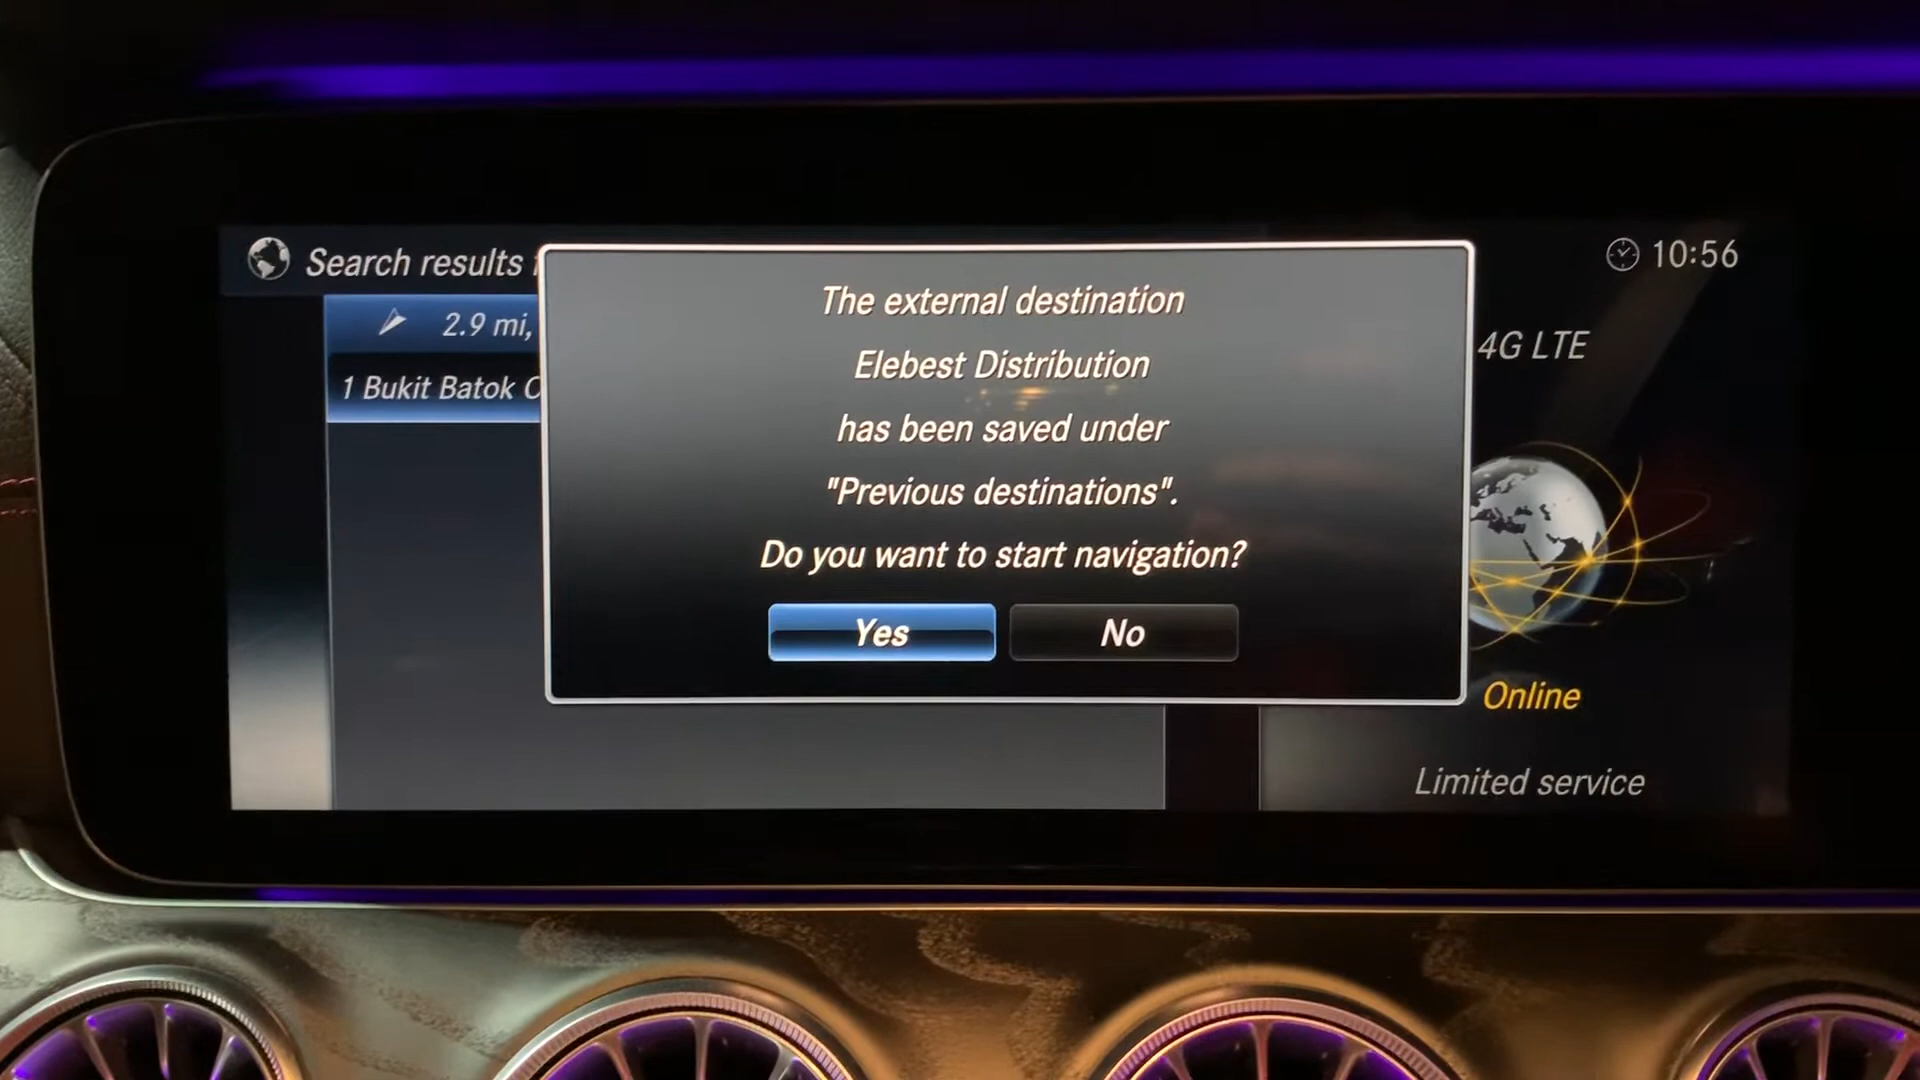 Search results
10:56
2.9 mi,
1 Bukit Batok
The external destination
Elebest Distribution
has been saved under
"Previous destinations".
Do you want to start navigation?
Yes
No
4G LTE
Online
Limited service